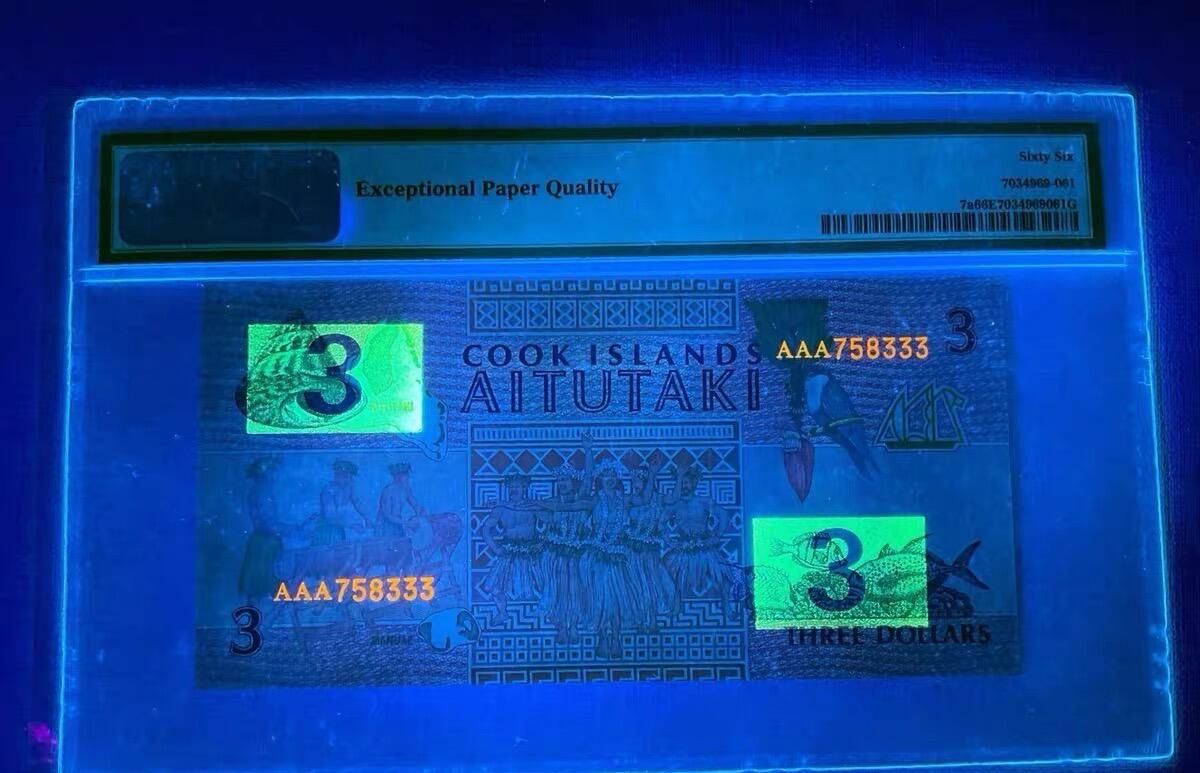 Exceptional Paper Quality
Sixty Six
7034969-061
7a66E7034969061G
3
COOK ISLANDS
AITUTAKI
AAA758333
3
AAA758333
3
3
THREE DOLLARS